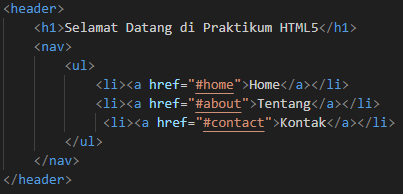 <header>
    <h1>Selamat Datang di Praktikum HTML5</h1>
    <nav>
        <ul>
            <li><a href="#home">Home</a></li>
            <li><a href="#about">Tentang</a></li>
             <li><a href="#contact">Kontak</a></li>
        </ul>
    </nav>
</header>